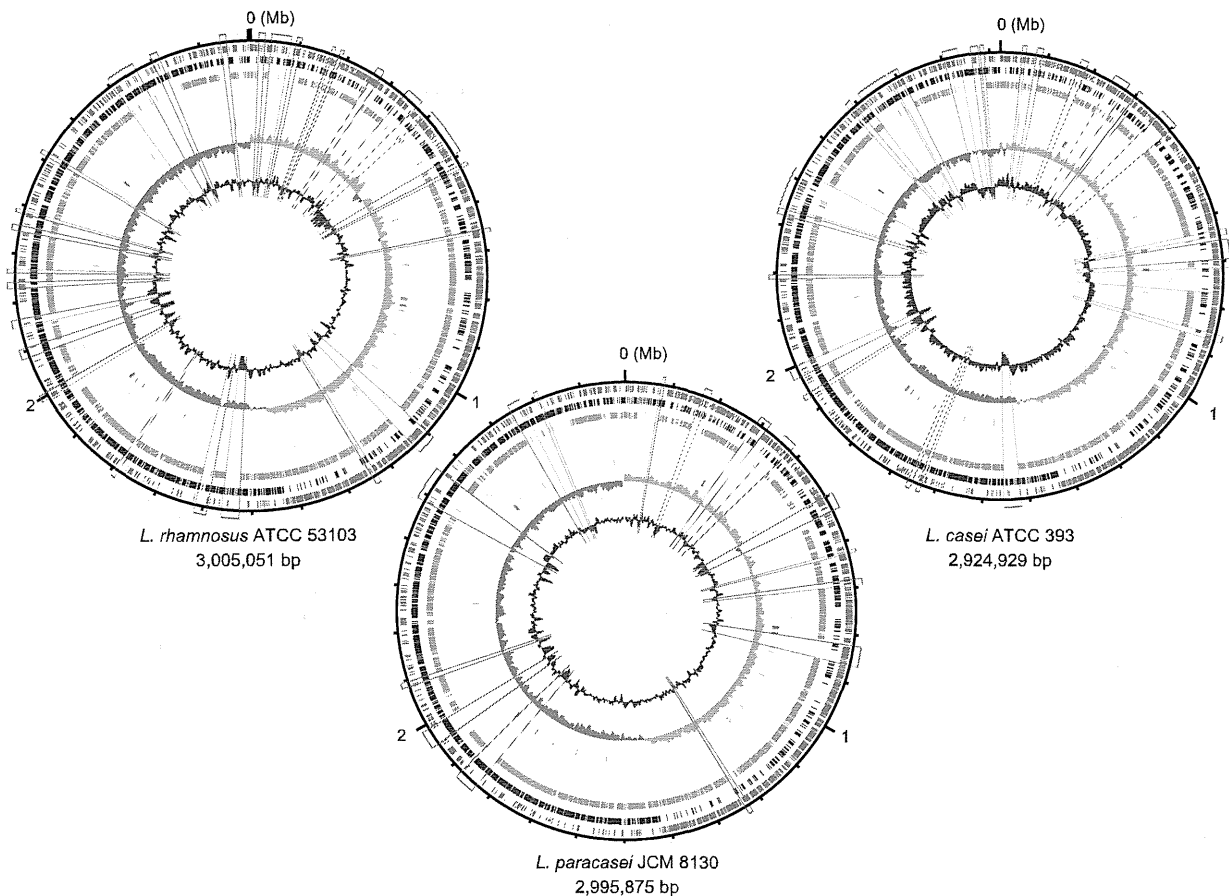 0 (Mb)
1
2
L. rhamnosus ATCC 53103
3,005,051 bp
0 (Mb)
1
2
L. casei ATCC 393
2,924,929 bp
0 (Mb)
1
2
L. paracasei JCM 8130
2,995,875 bp